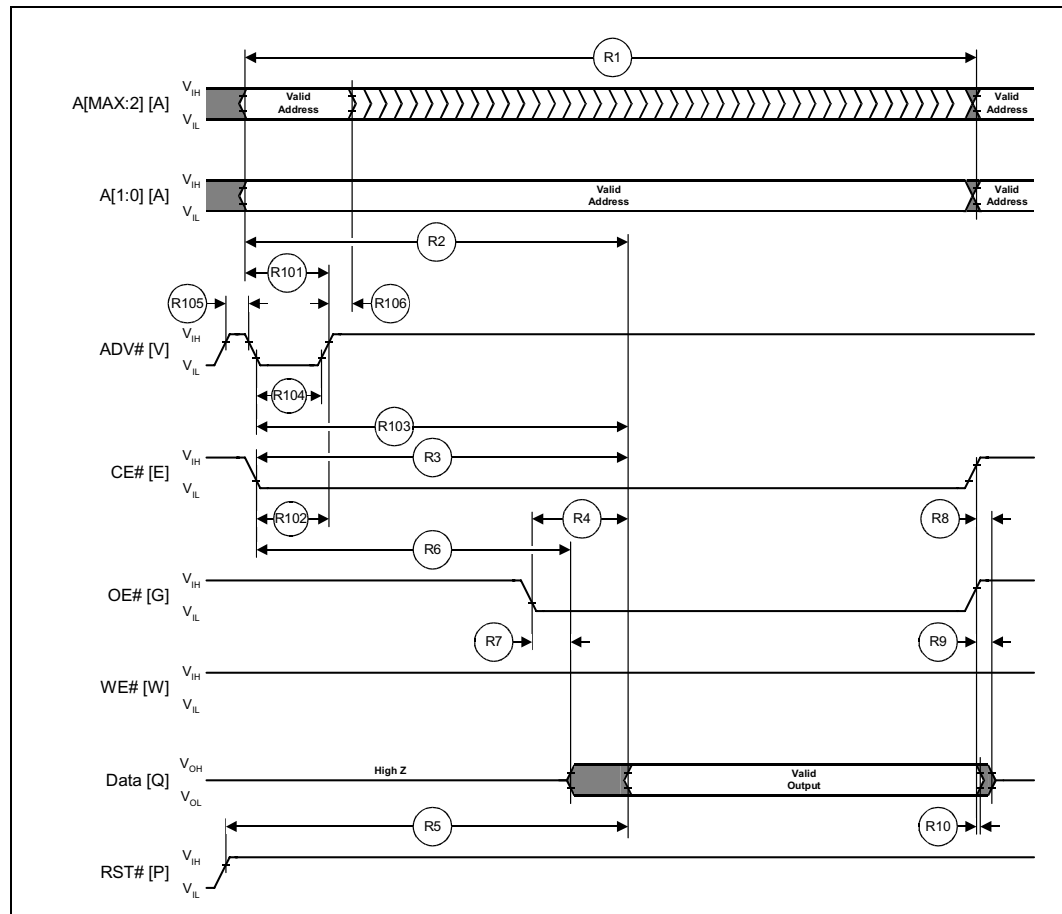 R1
A[MAX:2] [A]
VIH
VIL
Valid
Address
Valid
Address
A[1:0] [A]
VIH
VIL
Valid
Address
Valid
Address
R2
R101
R105
R106
ADV# [V]
VIH
VIL
R104
R103
CE# [E]
VIH
VIL
R3
R102
R4
R8
R6
OE# [G]
VIH
VIL
R7
R9
WE# [W]
VIH
VIL
Data [Q]
VOH
VOL
High Z
Valid
Output
R5
R10
RST# [P]
VIH
VIL